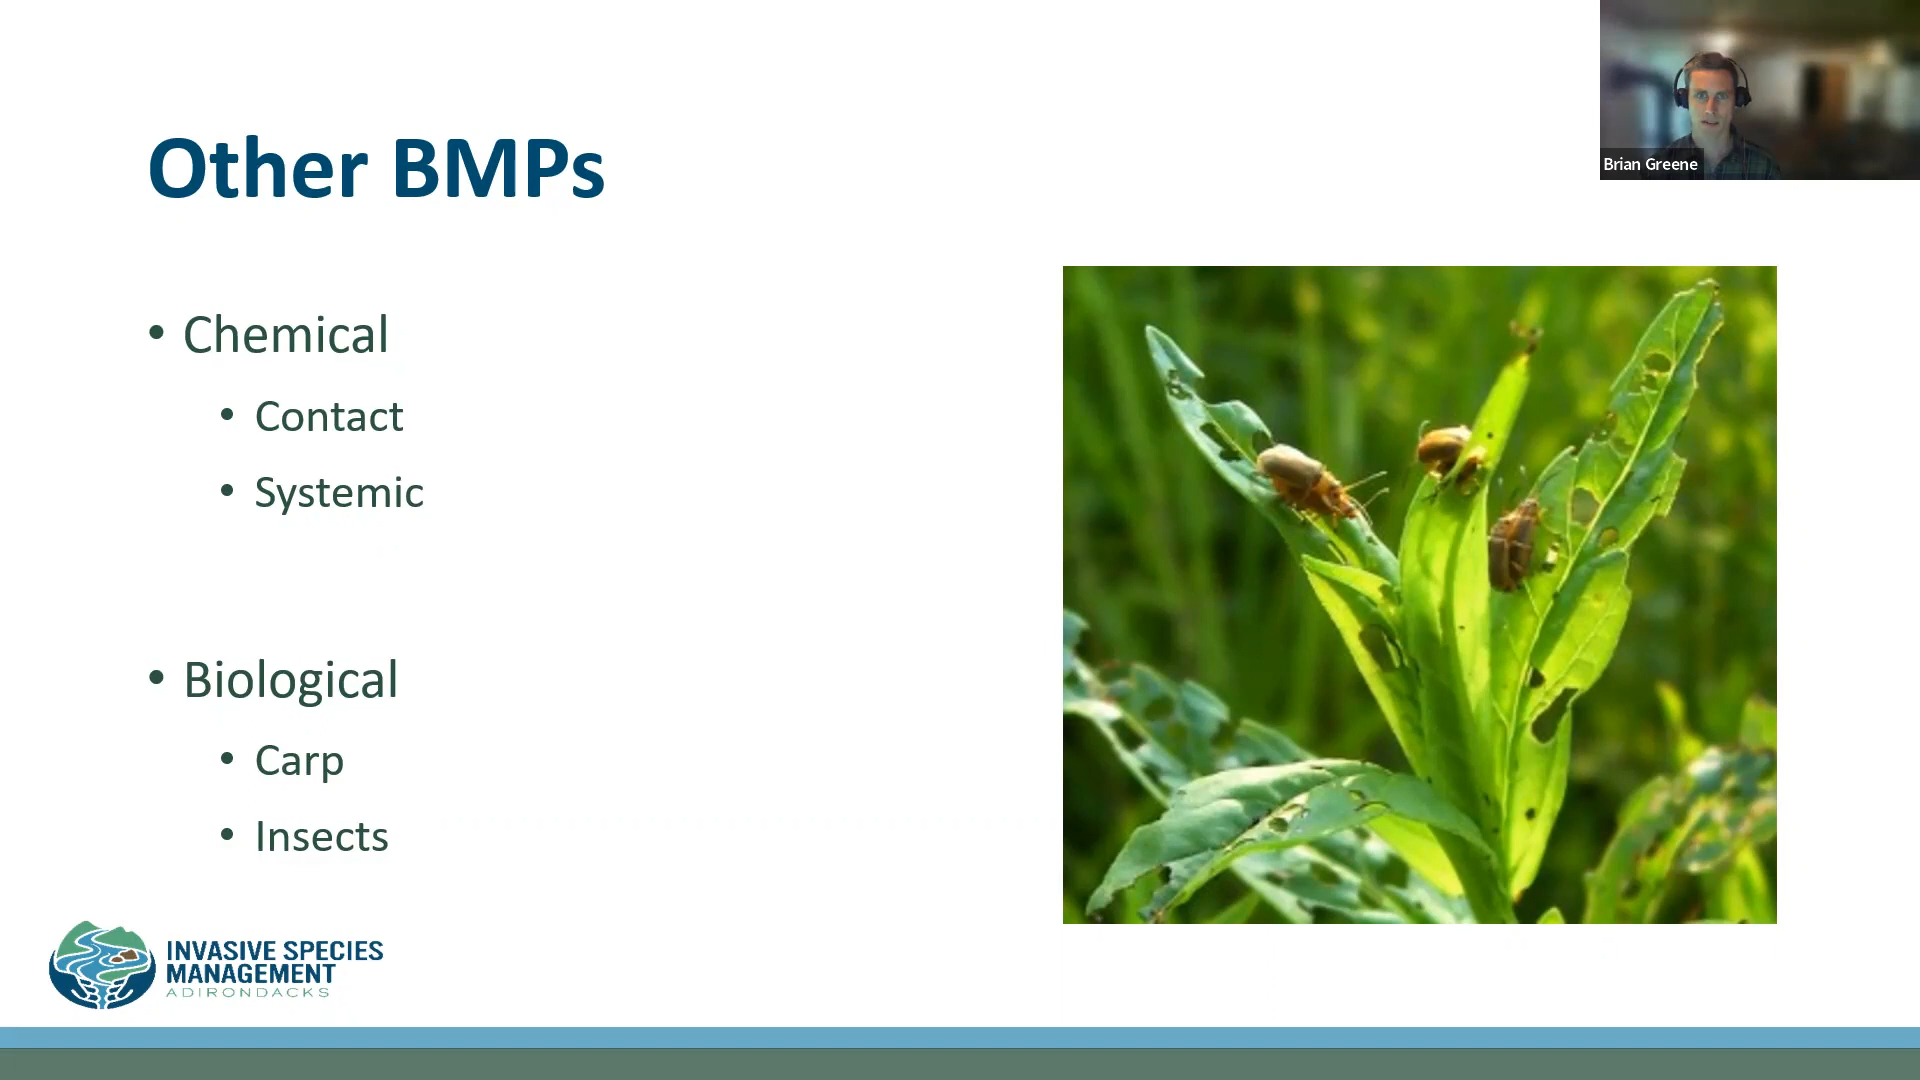 Other BMPs
Brian Greene
• Chemical
• Contact
• Systemic
• Biological
• Carp
• Insects
INVASIVE SPECIES
MANAGEMENT
ADIRONDACKS